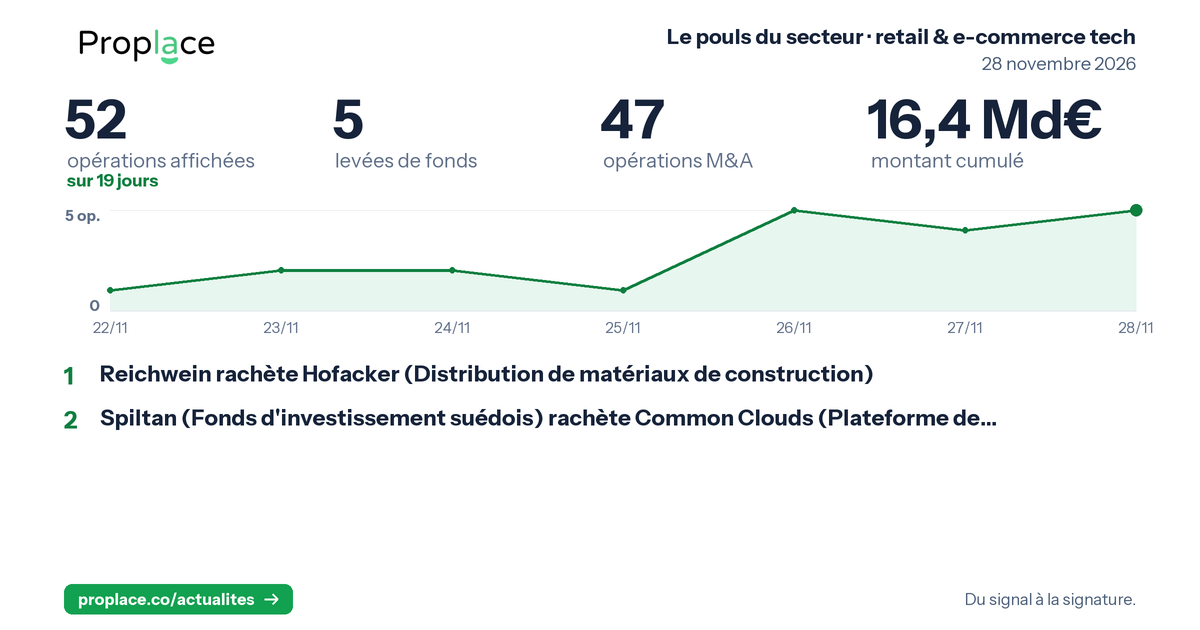 Proplace
Le pouls du secteur · retail & e-commerce tech
28 novembre 2026
52
opérations affichées
sur 19 jours
5
levées de fonds
47
opérations M&A
16,4 Md€
montant cumulé
5 op.
0
22/11
23/11
24/11
25/11
26/11
27/11
28/11
1 Reichwein rachète Hofacker (Distribution de matériaux de construction)
2 Spiltan (Fonds d'investissement suédois) rachète Common Clouds (Plateforme de...
proplace.co/actualites →
Du signal à la signature.